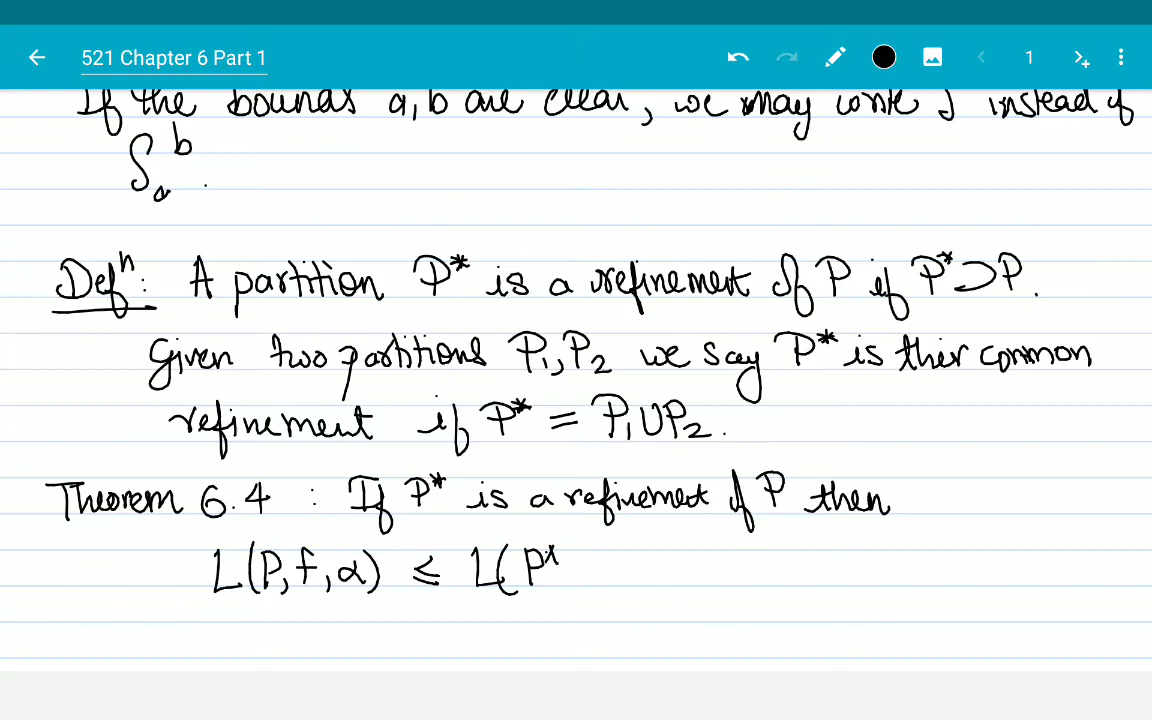 521 Chapter 6 Part 1
1
If the bounds a, b are clear, we may write ∫ instead of
∫ₐᵇ .
Defⁿ: A partition P* is a refinement of P if P* ⊃ P.
Given two partitions P₁, P₂ we say P* is their common
refinement if P* = P₁ ∪ P₂.
Theorem 6.4 : If P* is a refinement of P then
L(P, f, α) ≤ L( P*